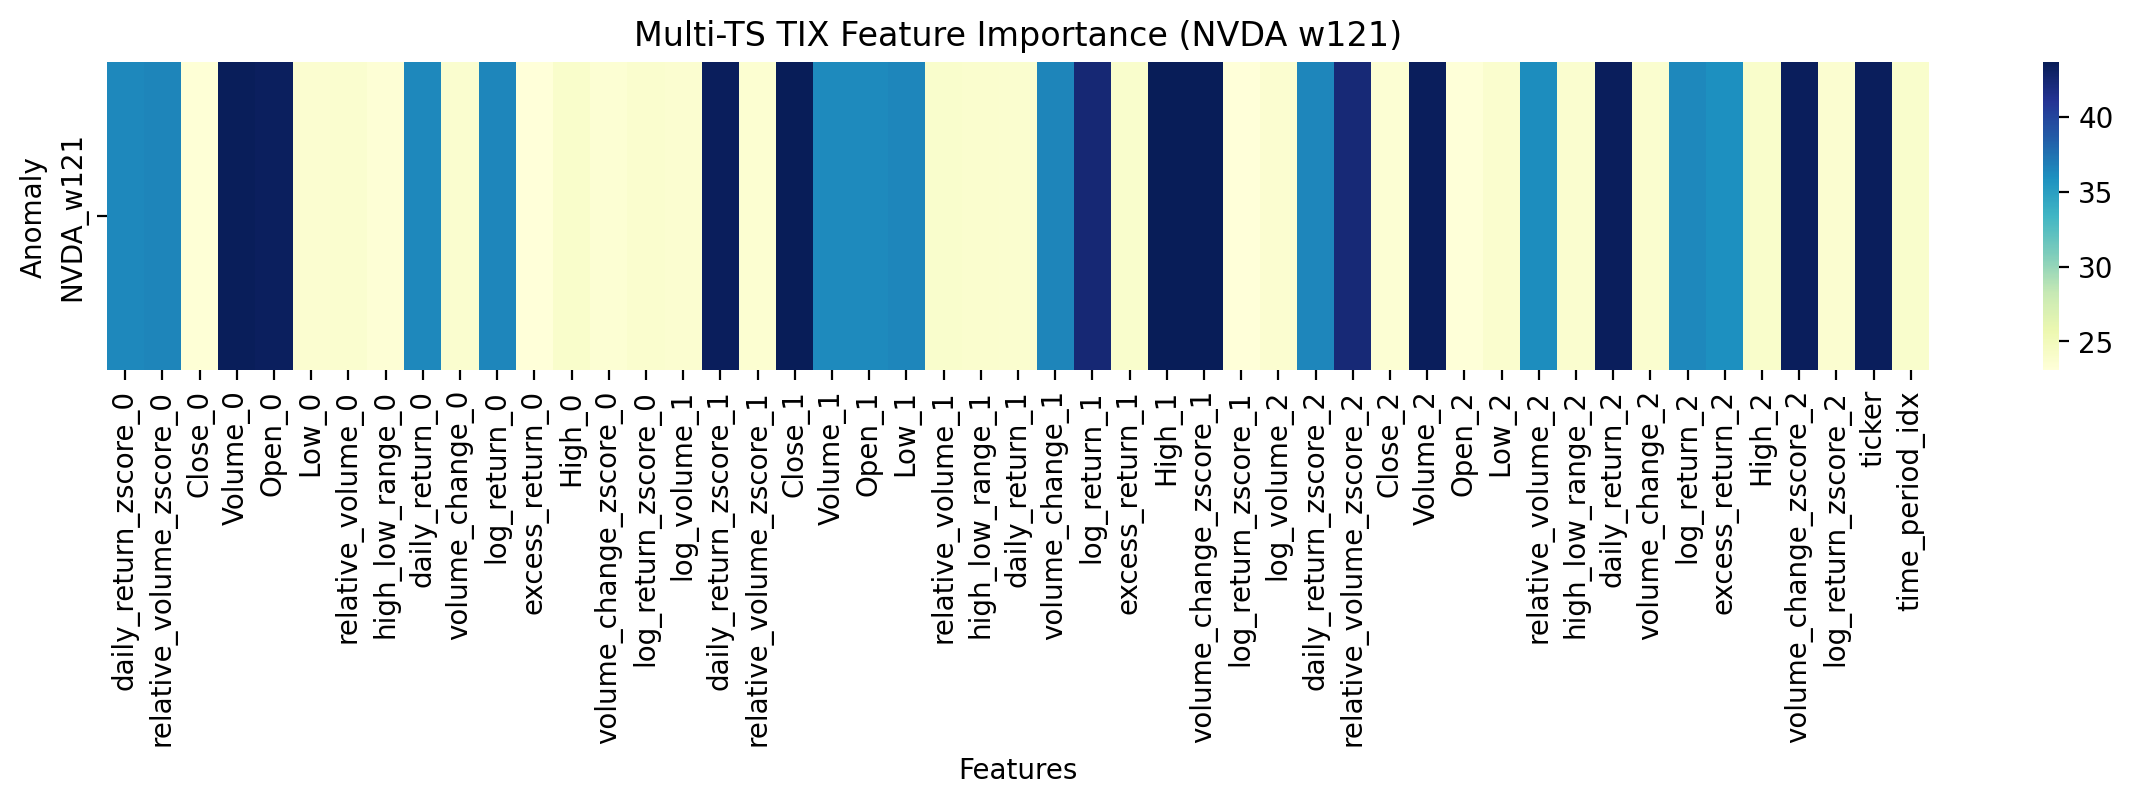 Multi-TS TIX Feature Importance (NVDA w121)
Anomaly
NVDA_w121
daily_return_zscore_0
relative_volume_zscore_0
Close_0
Volume_0
Open_0
Low_0
relative_volume_0
high_low_range_0
daily_return_0
volume_change_0
log_return_0
excess_return_0
High_0
volume_change_zscore_0
log_return_zscore_0
log_volume_1
daily_return_zscore_1
relative_volume_zscore_1
Close_1
Volume_1
Open_1
Low_1
relative_volume_1
high_low_range_1
daily_return_1
volume_change_1
log_return_1
excess_return_1
High_1
volume_change_zscore_1
log_return_zscore_1
log_volume_2
daily_return_zscore_2
relative_volume_zscore_2
Close_2
Volume_2
Open_2
Low_2
relative_volume_2
high_low_range_2
daily_return_2
volume_change_2
log_return_2
excess_return_2
High_2
volume_change_zscore_2
log_return_zscore_2
ticker
time_period_idx
Features
40
35
30
25